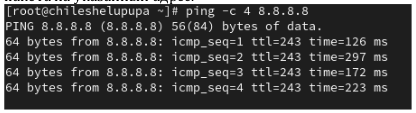 [root@chileshelupupa ~]# ping -c 4 8.8.8.8
PING 8.8.8.8 (8.8.8.8) 56(84) bytes of data.
64 bytes from 8.8.8.8: icmp_seq=1 ttl=243 time=126 ms
64 bytes from 8.8.8.8: icmp_seq=2 ttl=243 time=297 ms
64 bytes from 8.8.8.8: icmp_seq=3 ttl=243 time=172 ms
64 bytes from 8.8.8.8: icmp_seq=4 ttl=243 time=223 ms